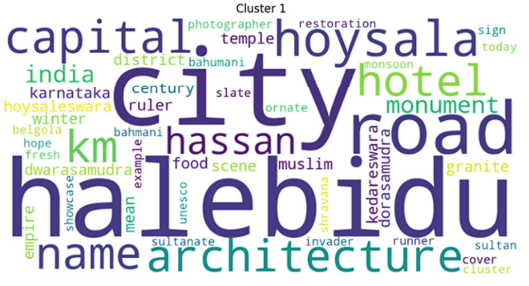 Cluster 1
capital
photographer
restoration
temple
hoysala
sign
today
india
district
bahumani
monsoon
karnataka
century
city
hotel
hoysaleswara
ruler
slate
ornate
monument
winter
belgola
km
bahmani
hassan
road
hope
fresh
example
food
scene
muslim
kedareswara
dorasamudra
granite
dwarasamudra
halebidu
empire
showcase
mean
unesco
shravana
name
sultanate
architecture
invader
runner
sultan
cover
cluster